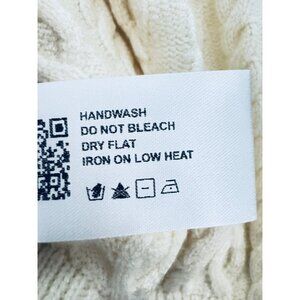 HANDWASH
DO NOT BLEACH
DRY FLAT
IRON ON LOW HEAT